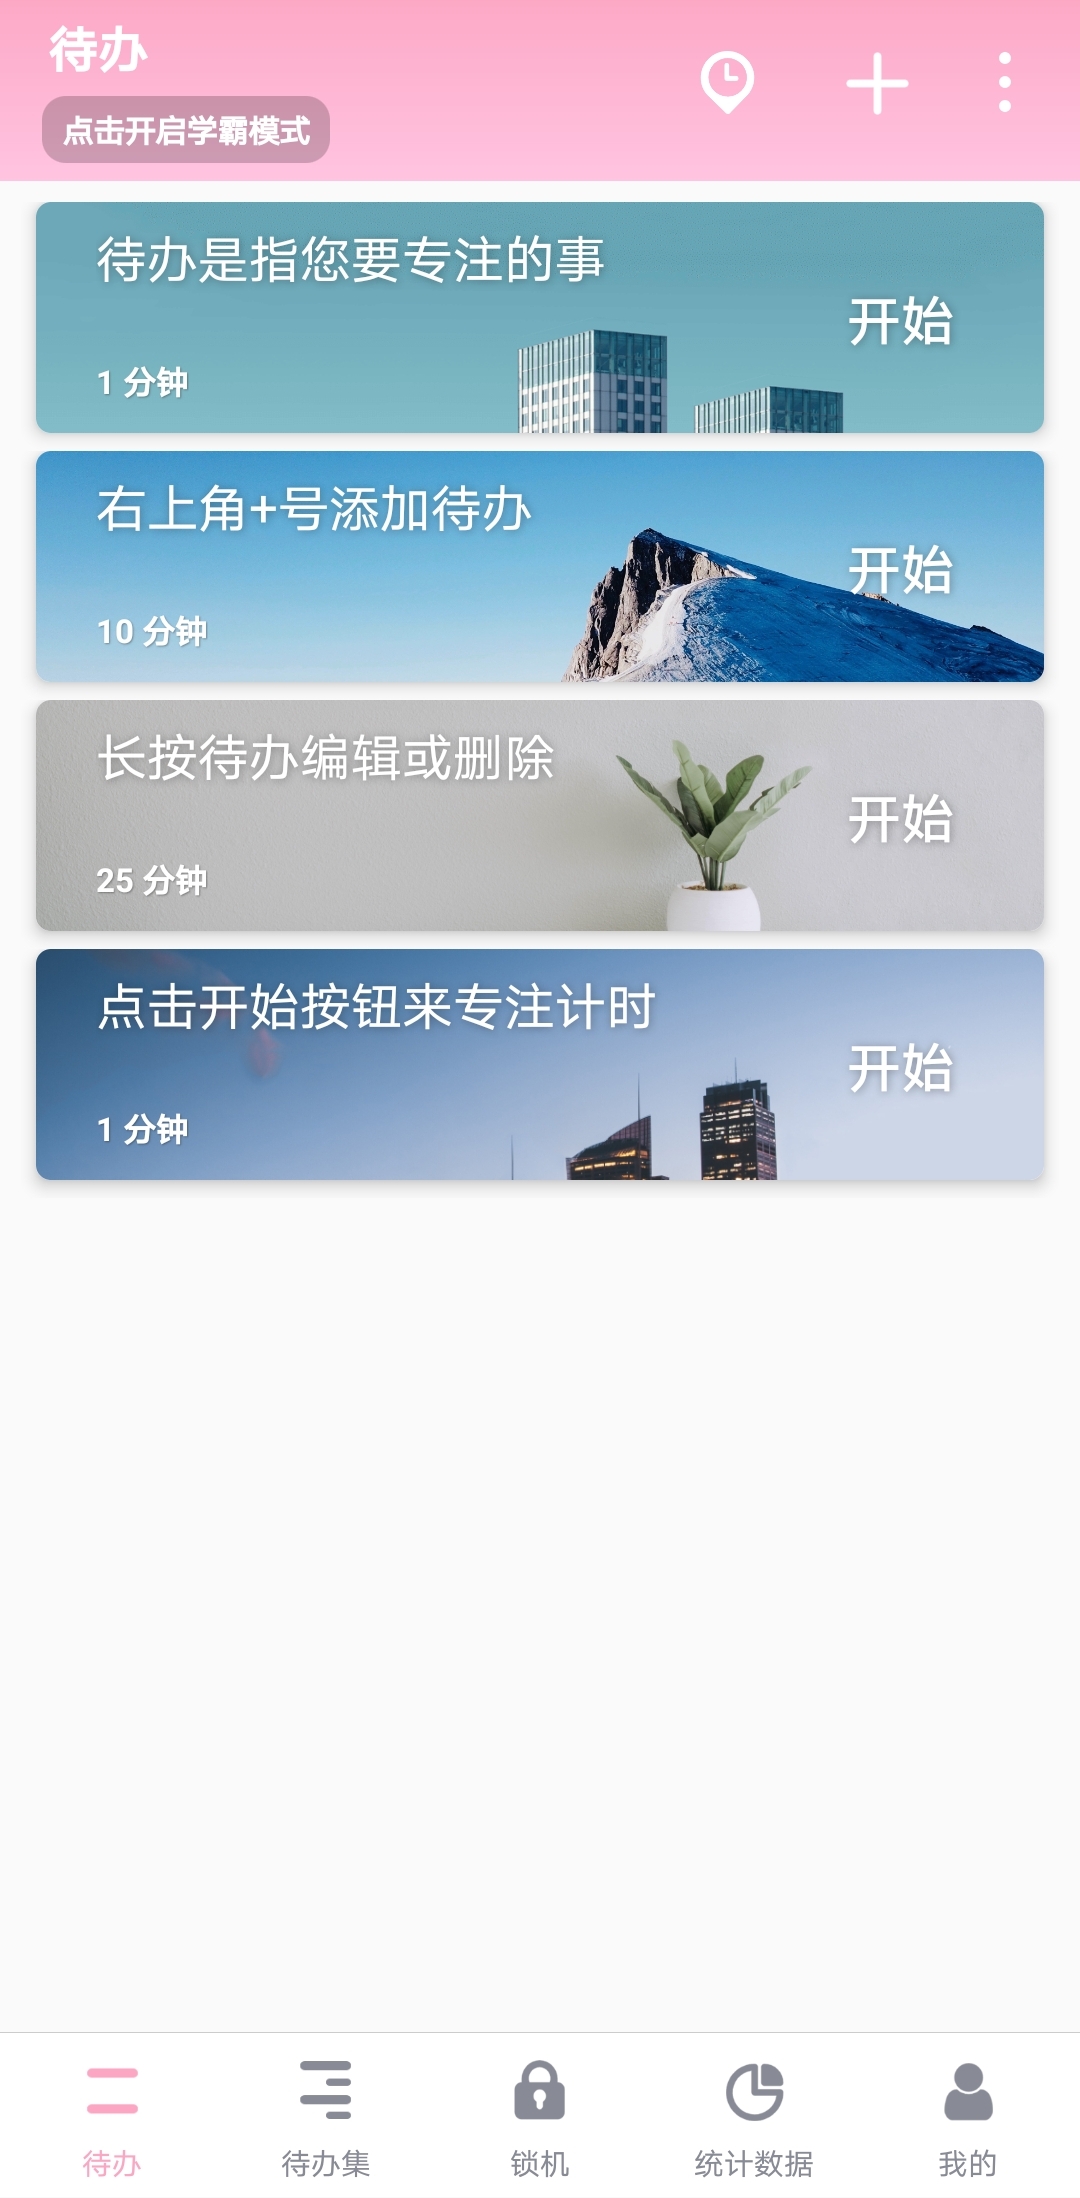 待办
点击开启学霸模式
待办是指您要专注的事
开始
1 分钟
右上角+号添加待办
开始
10 分钟
长按待办编辑或删除
开始
25 分钟
点击开始按钮来专注计时
开始
1 分钟
待办
待办集
锁机
统计数据
我的